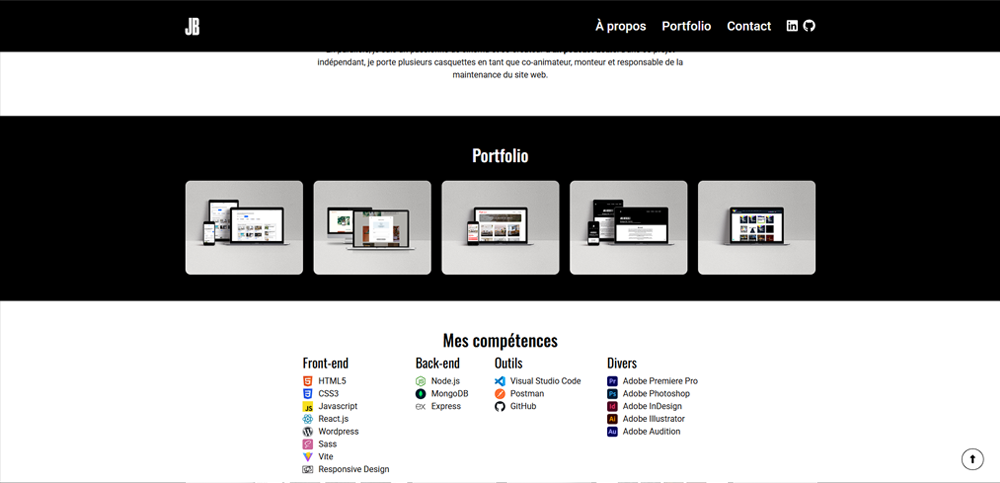 JB
À propos
Portfolio
Contact
indépendant, je porte plusieurs casquettes en tant que co-animateur, monteur et responsable de la
maintenance du site web.
Portfolio
Mes compétences
Front-end
HTML5
CSS3
Javascript
React.js
Wordpress
Sass
Vite
Responsive Design
Back-end
Node.js
MongoDB
Express
Outils
Visual Studio Code
Postman
GitHub
Divers
Adobe Premiere Pro
Adobe Photoshop
Adobe InDesign
Adobe Illustrator
Adobe Audition